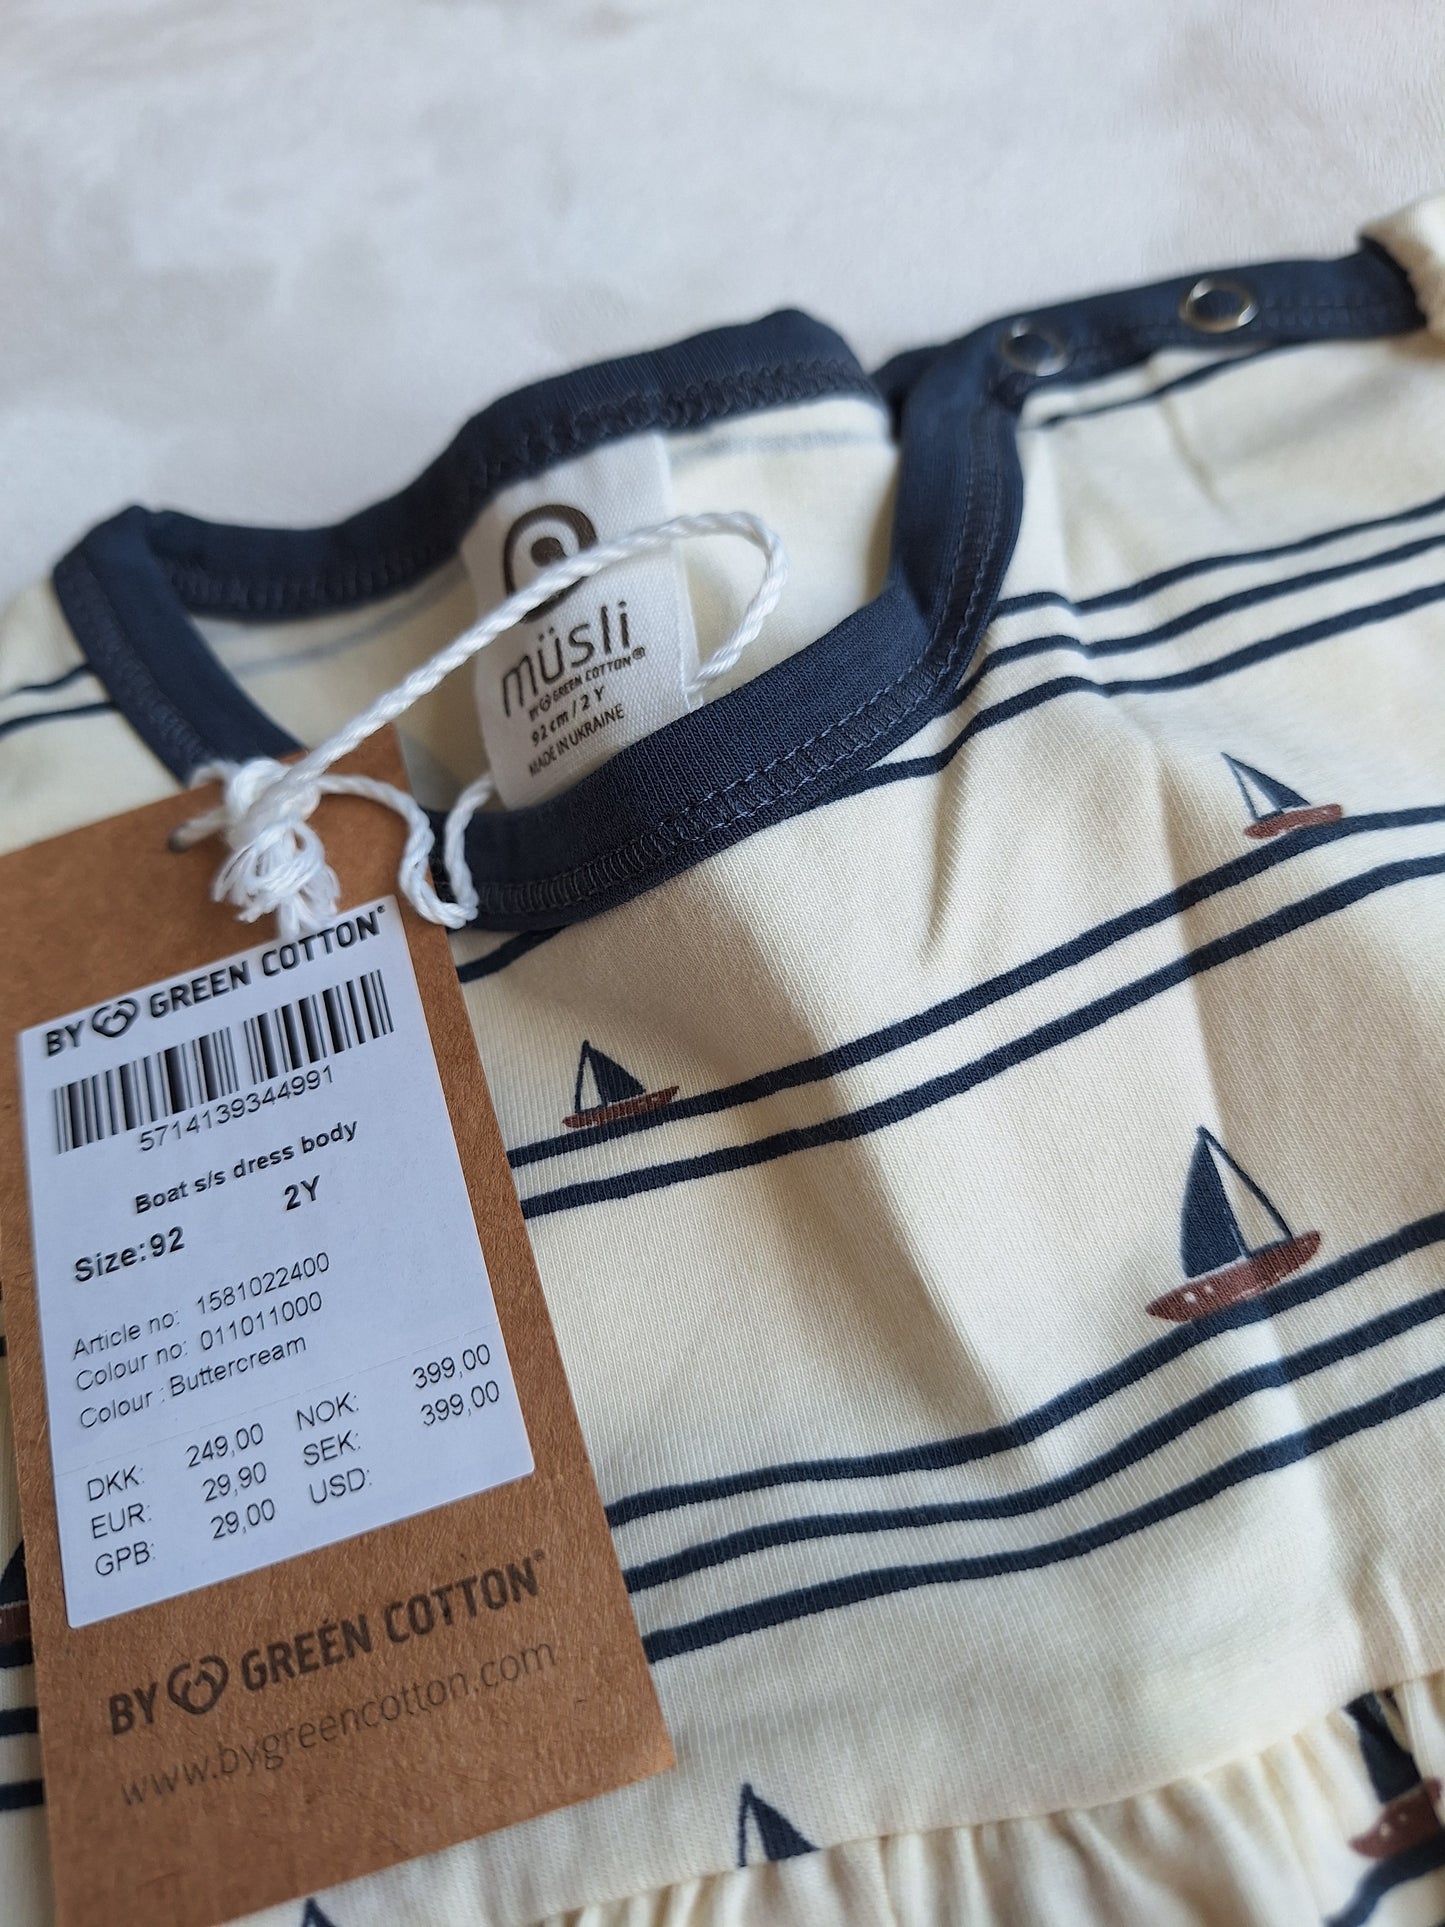 müsli
BY GREEN COTTON®
92 cm / 2 Y
MADE IN UKRAINE
BY GREEN COTTON®
5714139344991
Boat s/s dress body
Size:92 2Y
Article no: 1581022400
Colour no: 011011000
Colour : Buttercream
DKK: 249,00 NOK: 399,00
EUR: 29,90 SEK: 399,00
GPB: 29,00 USD:
BY GREEN COTTON®
www.bygreencotton.com